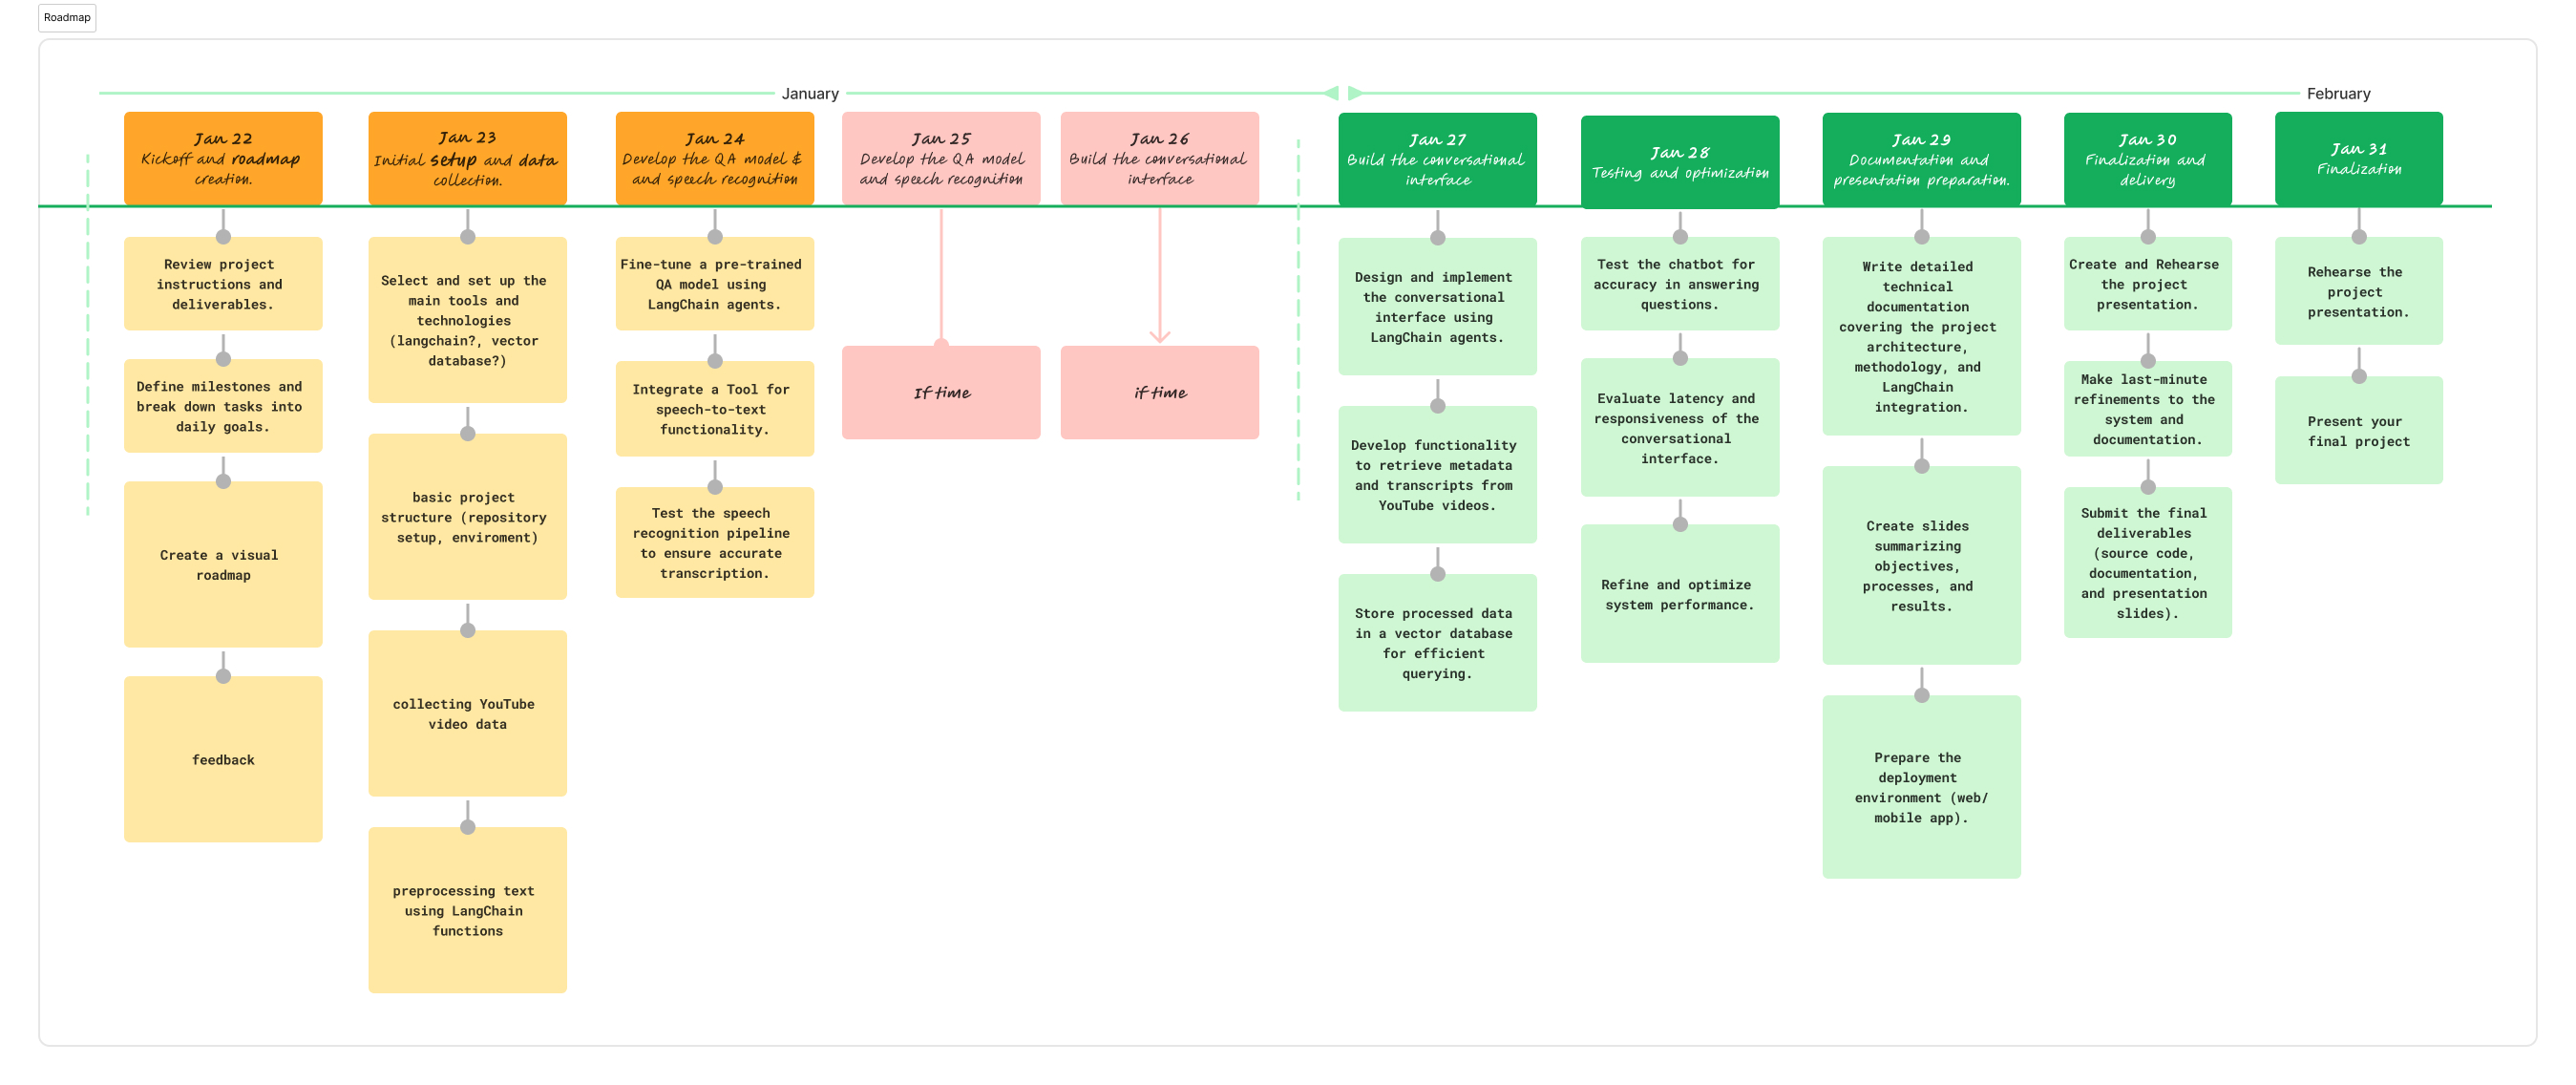 Roadmap
January
February
Jan 22
Kickoff and roadmap
creation.
Review project
instructions and
deliverables.
Define milestones and
break down tasks into
daily goals.
Create a visual
roadmap
feedback
Jan 23
Initial setup and data
collection.
Select and set up the
main tools and
technologies
(langchain?, vector
database?)
basic project
structure (repository
setup, enviroment)
collecting YouTube
video data
preprocessing text
using LangChain
functions
Jan 24
Develop the QA model &
and speech recognition
Fine-tune a pre-trained
QA model using
LangChain agents.
Integrate a Tool for
speech-to-text
functionality.
Test the speech
recognition pipeline
to ensure accurate
transcription.
Jan 25
Develop the QA model
and speech recognition
If time
Jan 26
Build the conversational
interface
if time
Jan 27
Build the conversational
interface
Design and implement
the conversational
interface using
LangChain agents.
Develop functionality
to retrieve metadata
and transcripts from
YouTube videos.
Store processed data
in a vector database
for efficient
querying.
Jan 28
Testing and optimization
Test the chatbot for
accuracy in answering
questions.
Evaluate latency and
responsiveness of the
conversational
interface.
Refine and optimize
system performance.
Jan 29
Documentation and
presentation preparation.
Write detailed
technical
documentation
covering the project
architecture,
methodology, and
LangChain
integration.
Create slides
summarizing
objectives,
processes, and
results.
Prepare the
deployment
environment (web/
mobile app).
Jan 30
Finalization and
delivery
Create and Rehearse
the project
presentation.
Make last-minute
refinements to the
system and
documentation.
Submit the final
deliverables
(source code,
documentation,
and presentation
slides).
Jan 31
Finalization
Rehearse the
project
presentation.
Present your
final project